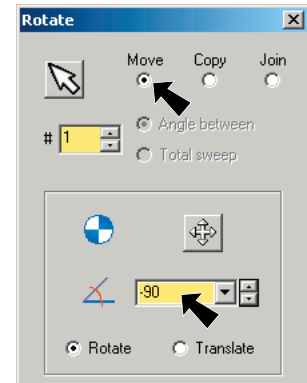 Rotate
Move Copy Join
# 1
Angle between
Total sweep
-90
Rotate Translate